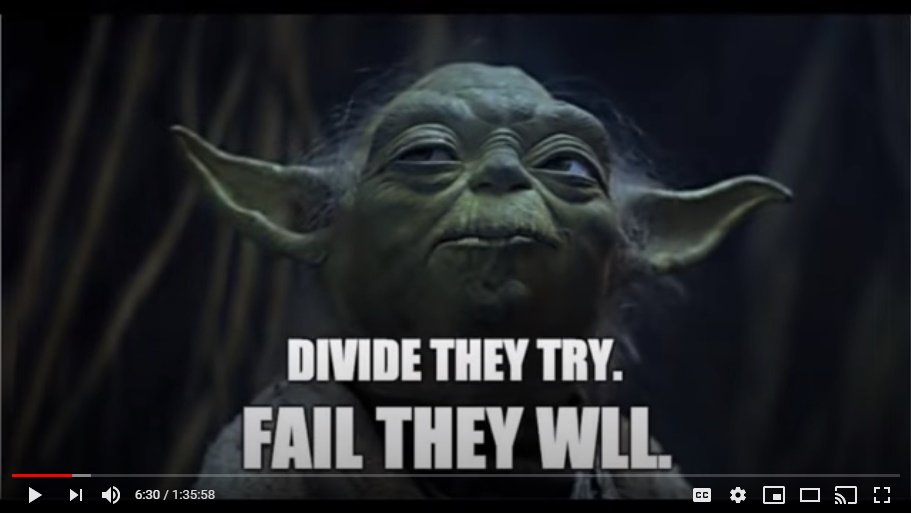 DIVIDE THEY TRY.
FAIL THEY WLL.
6:30 / 1:35:58
CC